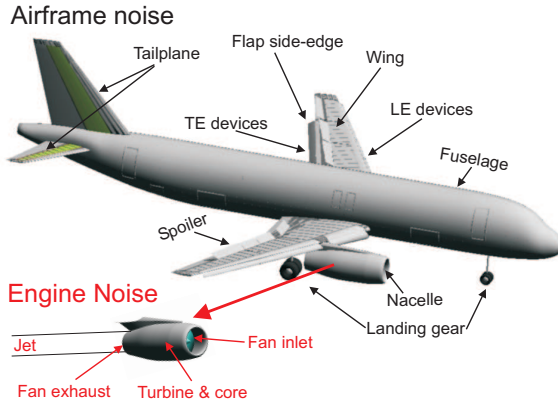 Airframe noise
Flap side-edge
Tailplane
Wing
LE devices
TE devices
Fuselage
Spoiler
Engine Noise
Nacelle
Landing gear
Jet
Fan inlet
Fan exhaust
Turbine & core